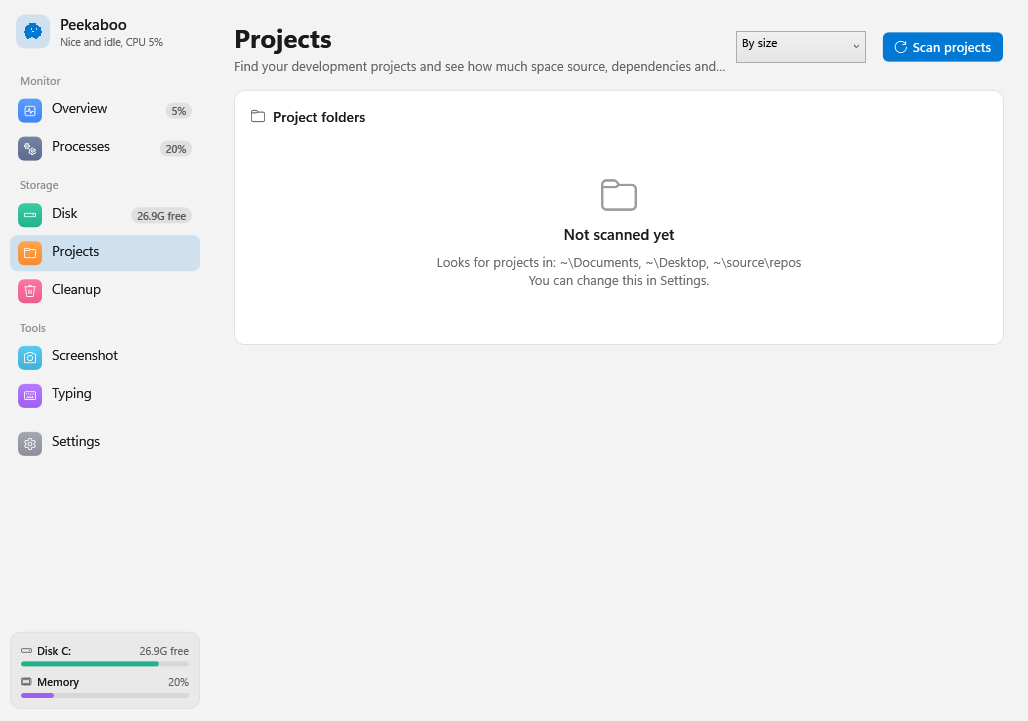 Peekaboo
Nice and idle, CPU 5%
Monitor
Overview 5%
Processes 20%
Storage
Disk 26.9G free
Projects
Cleanup
Tools
Screenshot
Typing
Settings
Disk C: 26.9G free
Memory 20%
Projects
Find your development projects and see how much space source, dependencies and...
By size
Scan projects
Project folders
Not scanned yet
Looks for projects in: ~\Documents, ~\Desktop, ~\source\repos
You can change this in Settings.